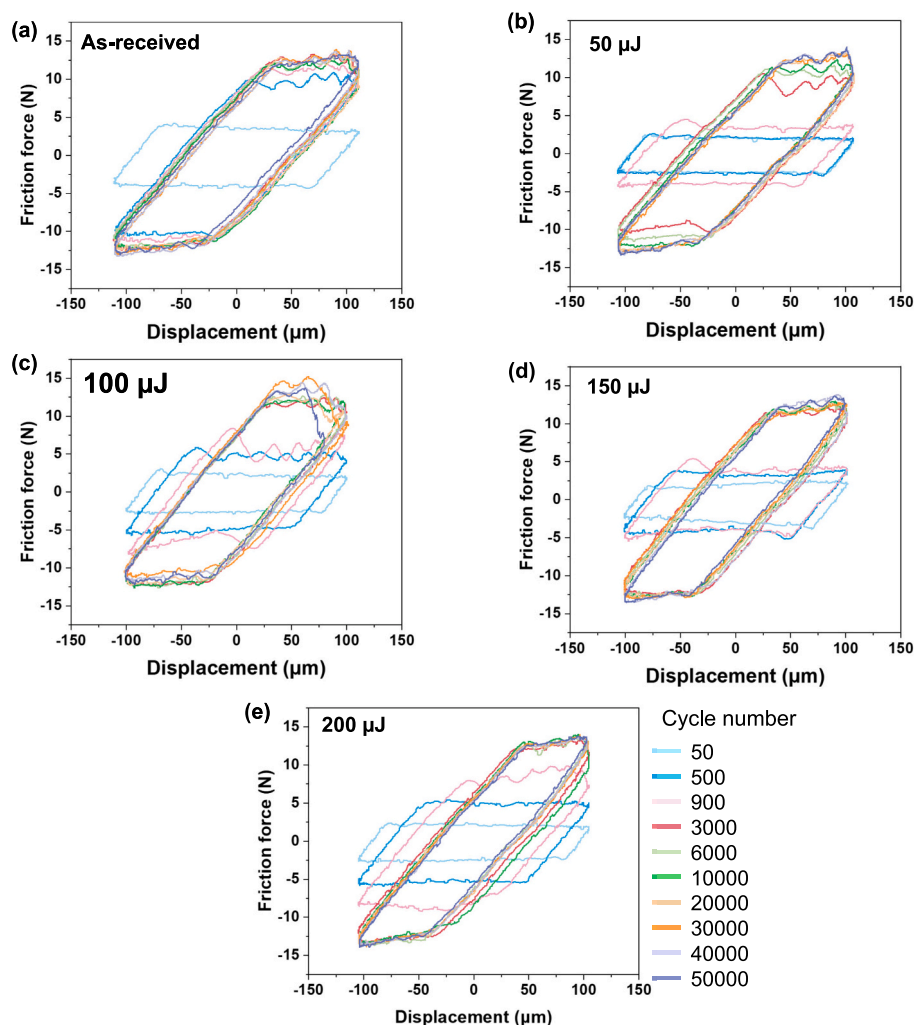 (a)
As-received
15
10
5
0
-5
-10
-15
Friction force (N)
-150 -100 -50 0 50 100 150
Displacement (µm)
(b)
50 µJ
15
10
5
0
-5
-10
-15
Friction force (N)
-150 -100 -50 0 50 100 150
Displacement (µm)
(c)
100 µJ
15
10
5
0
-5
-10
-15
Friction force (N)
-150 -100 -50 0 50 100 150
Displacement (µm)
(d)
150 µJ
15
10
5
0
-5
-10
-15
Friction force (N)
-150 -100 -50 0 50 100 150
Displacement (µm)
(e)
200 µJ
15
10
5
0
-5
-10
-15
Friction force (N)
-150 -100 -50 0 50 100 150
Displacement (µm)
Cycle number
50
500
900
3000
6000
10000
20000
30000
40000
50000